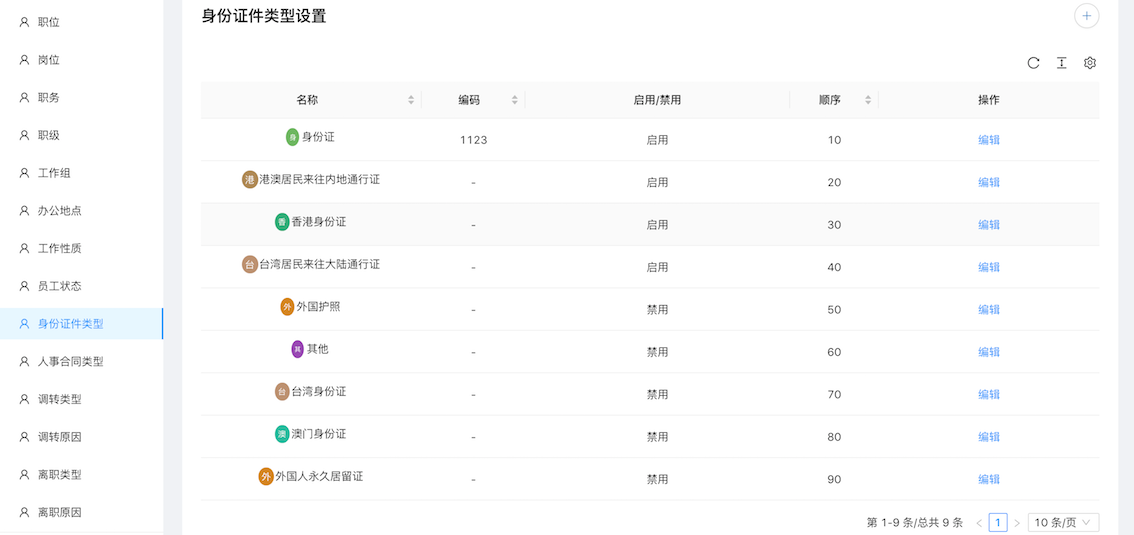 职位
岗位
职务
职级
工作组
办公地点
工作性质
员工状态
身份证件类型
人事合同类型
调转类型
调转原因
离职类型
离职原因
身份证件类型设置
名称 编码 启用/禁用 顺序 操作
身 身份证 1123 启用 10 编辑
港 港澳居民来往内地通行证 - 启用 20 编辑
香 香港身份证 - 启用 30 编辑
台 台湾居民来往大陆通行证 - 启用 40 编辑
外 外国护照 - 禁用 50 编辑
其 其他 - 禁用 60 编辑
台 台湾身份证 - 禁用 70 编辑
澳 澳门身份证 - 禁用 80 编辑
外 外国人永久居留证 - 禁用 90 编辑
第 1-9 条/总共 9 条 < 1 > 10 条/页